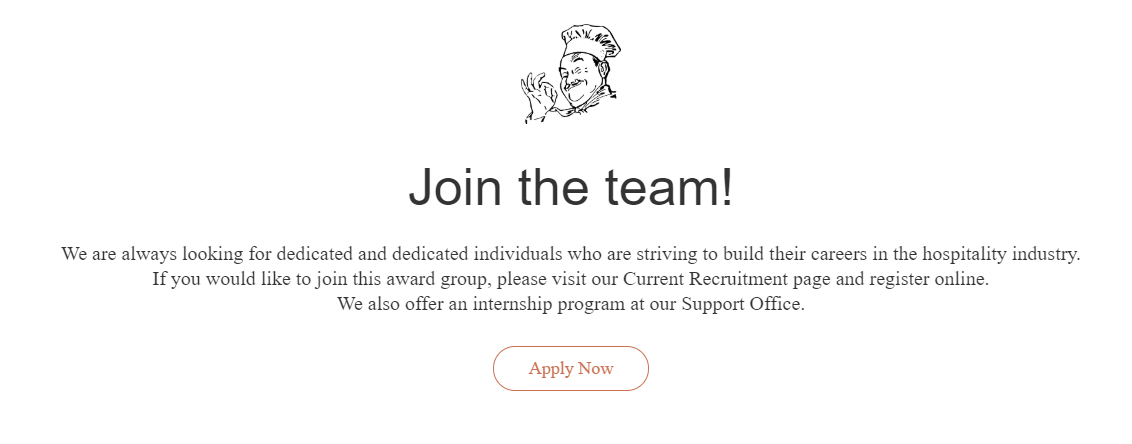 Join the team!
We are always looking for dedicated and dedicated individuals who are striving to build their careers in the hospitality industry.
If you would like to join this award group, please visit our Current Recruitment page and register online.
We also offer an internship program at our Support Office.
Apply Now